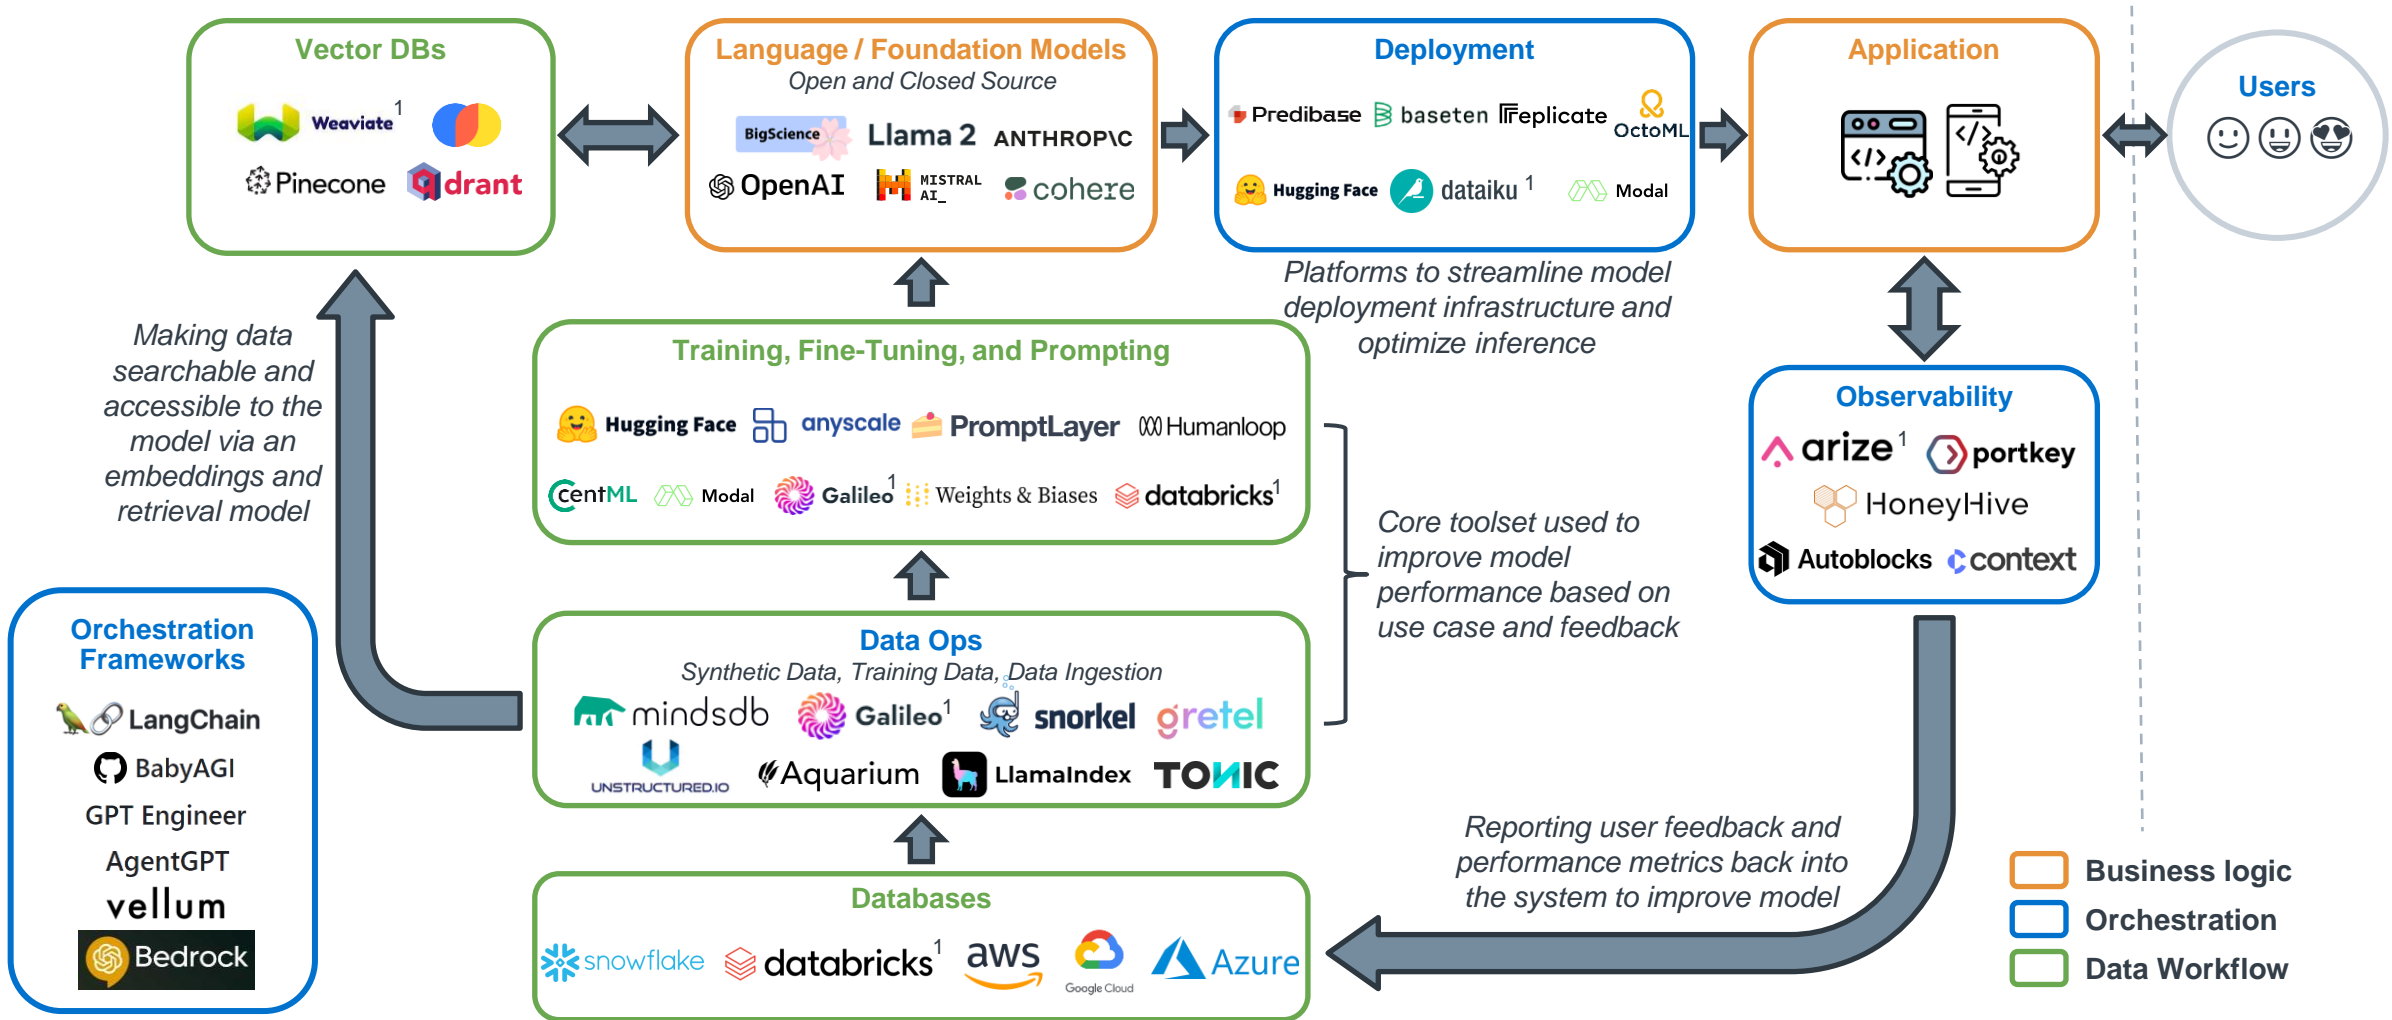 Vector DBs
Weaviate 1
Pinecone
qdrant
Language / Foundation Models
Open and Closed Source
BigScience
Llama 2
ANTHROP\C
OpenAI
MISTRAL
AI_
cohere
Deployment
Predibase
baseten
replicate
OctoML
Hugging Face
dataiku 1
Modal
Application
Users
Platforms to streamline model
deployment infrastructure and
optimize inference
Making data
searchable and
accessible to the
model via an
embeddings and
retrieval model
Training, Fine-Tuning, and Prompting
Hugging Face
anyscale
PromptLayer
Humanloop
CentML
Modal
Galileo 1
Weights & Biases
databricks 1
Observability
arize 1
portkey
HoneyHive
Autoblocks
context
Core toolset used to
improve model
performance based on
use case and feedback
Orchestration
Frameworks
LangChain
BabyAGI
GPT Engineer
AgentGPT
vellum
Bedrock
Data Ops
Synthetic Data, Training Data, Data Ingestion
mindsdb
Galileo 1
snorkel
gretel
UNSTRUCTURED.IO
Aquarium
LlamaIndex
TONIC
Reporting user feedback and
performance metrics back into
the system to improve model
Databases
snowflake
databricks 1
aws
Google Cloud
Azure
Business logic
Orchestration
Data Workflow